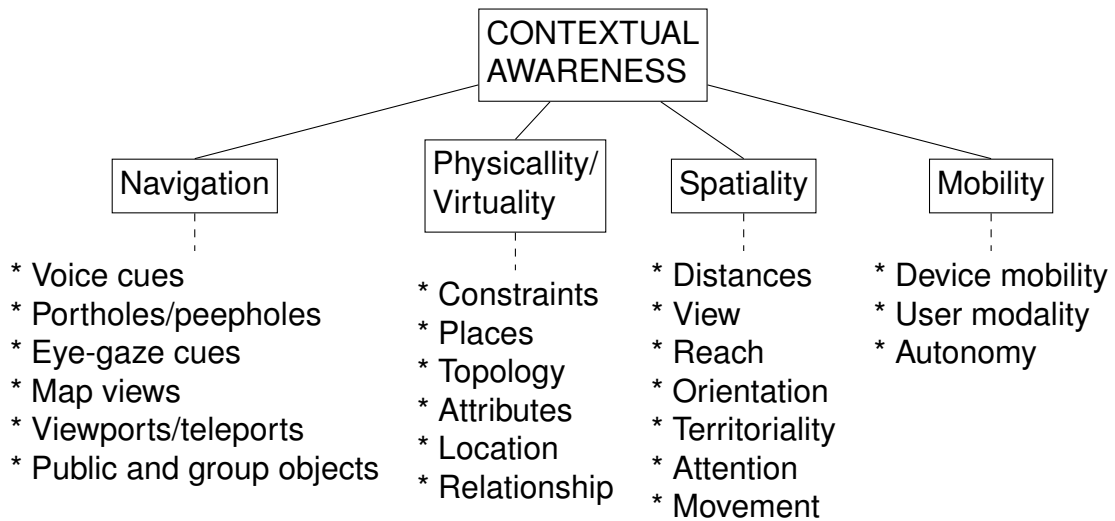 CONTEXTUAL
AWARENESS
Navigation
Physicallity/
Virtuality
Spatiality
Mobility
* Voice cues
* Portholes/peepholes
* Eye-gaze cues
* Map views
* Viewports/teleports
* Public and group objects
* Constraints
* Places
* Topology
* Attributes
* Location
* Relationship
* Distances
* View
* Reach
* Orientation
* Territoriality
* Attention
* Movement
* Device mobility
* User modality
* Autonomy